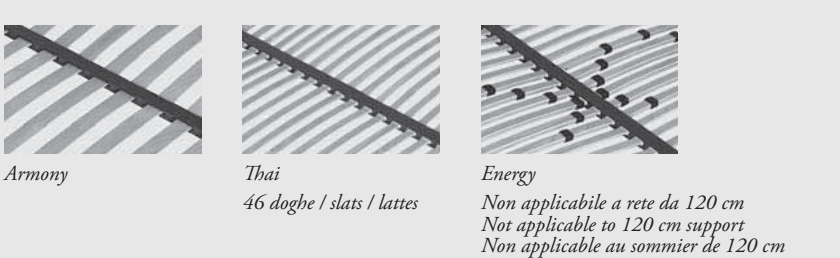 Armony
Thai
46 doghe / slats / lattes
Energy
Non applicabile a rete da 120 cm
Not applicable to 120 cm support
Non applicable au sommier de 120 cm